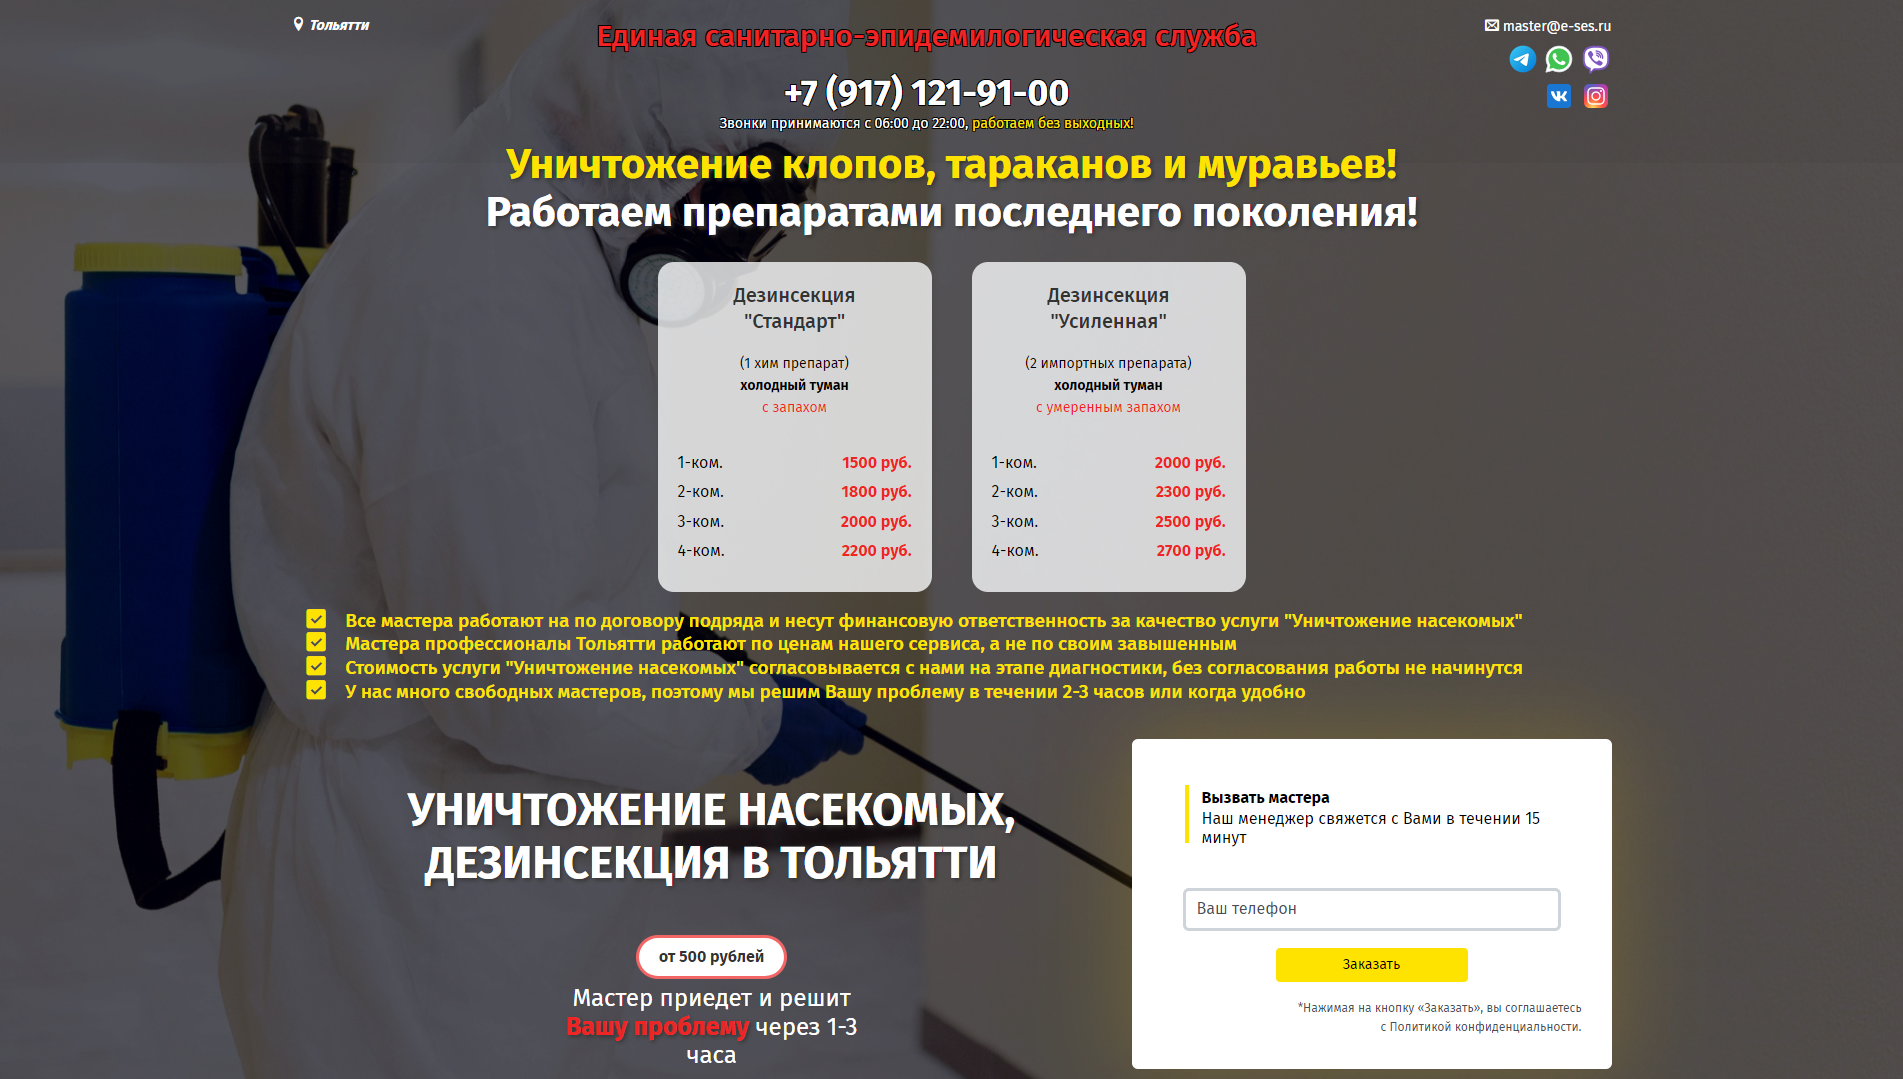 Тольятти
Единая санитарно-эпидемилогическая служба
master@e-ses.ru
+7 (917) 121-91-00
Звонки принимаются с 06:00 до 22:00, работаем без выходных!
Уничтожение клопов, тараканов и муравьев!
Работаем препаратами последнего поколения!
Дезинсекция
"Стандарт"
(1 хим препарат)
холодный туман
с запахом
1-ком. 1500 руб.
2-ком. 1800 руб.
3-ком. 2000 руб.
4-ком. 2200 руб.
Дезинсекция
"Усиленная"
(2 импортных препарата)
холодный туман
с умеренным запахом
1-ком. 2000 руб.
2-ком. 2300 руб.
3-ком. 2500 руб.
4-ком. 2700 руб.
Все мастера работают на по договору подряда и несут финансовую ответственность за качество услуги "Уничтожение насекомых"
Мастера профессионалы Тольятти работают по ценам нашего сервиса, а не по своим завышенным
Стоимость услуги "Уничтожение насекомых" согласовывается с нами на этапе диагностики, без согласования работы не начинутся
У нас много свободных мастеров, поэтому мы решим Вашу проблему в течении 2-3 часов или когда удобно
УНИЧТОЖЕНИЕ НАСЕКОМЫХ,
ДЕЗИНСЕКЦИЯ В ТОЛЬЯТТИ
от 500 рублей
Мастер приедет и решит
Вашу проблему через 1-3
часа
Вызвать мастера
Наш менеджер свяжется с Вами в течении 15
минут
Ваш телефон
Заказать
*Нажимая на кнопку «Заказать», вы соглашаетесь
с Политикой конфиденциальности.